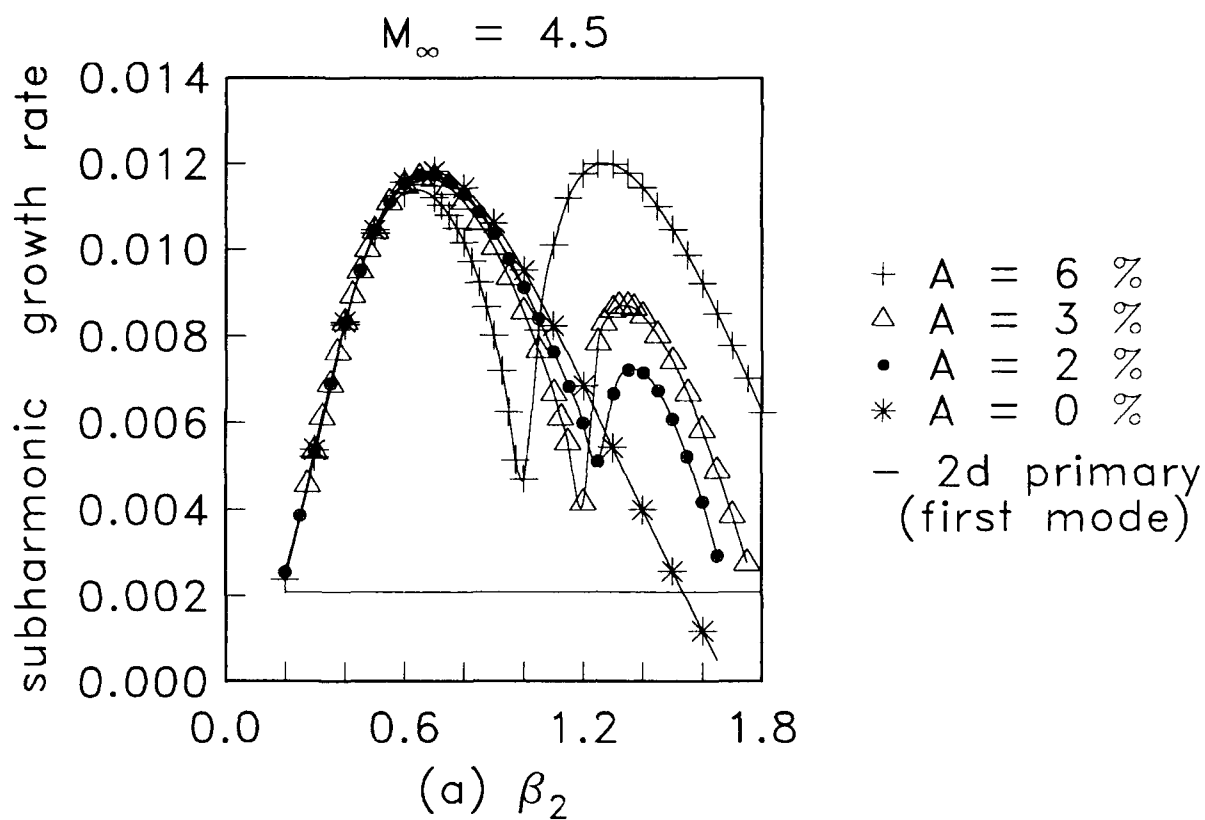 M∞ = 4.5
subharmonic growth rate
0.014
0.012
0.010
0.008
0.006
0.004
0.002
0.000
0.0 0.6 1.2 1.8
(a) β2
+ A = 6 %
△ A = 3 %
• A = 2 %
* A = 0 %
– 2d primary
(first mode)